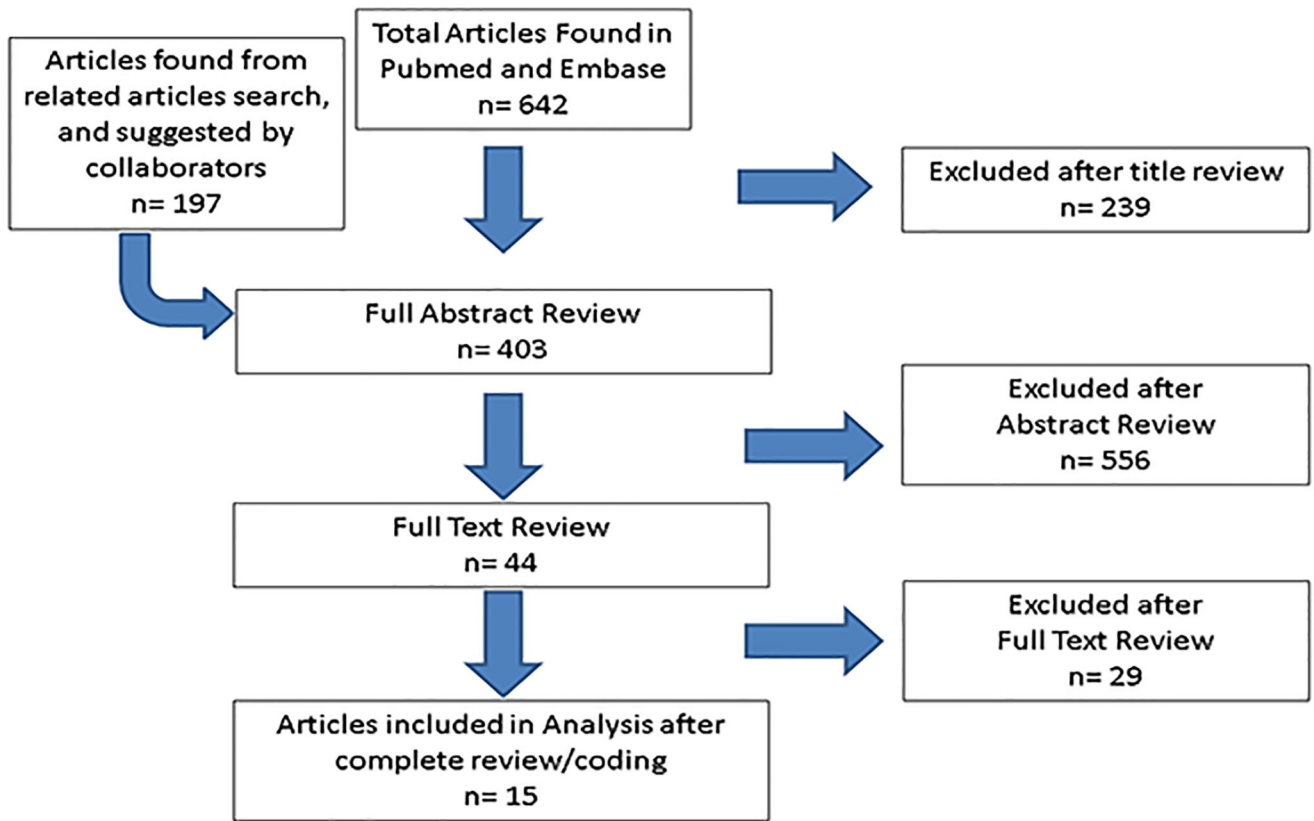 Articles found from
related articles search,
and suggested by
collaborators
n= 197
Total Articles Found in
Pubmed and Embase
n= 642
Excluded after title review
n= 239
Full Abstract Review
n= 403
Excluded after
Abstract Review
n= 556
Full Text Review
n= 44
Excluded after
Full Text Review
n= 29
Articles included in Analysis after
complete review/coding
n= 15